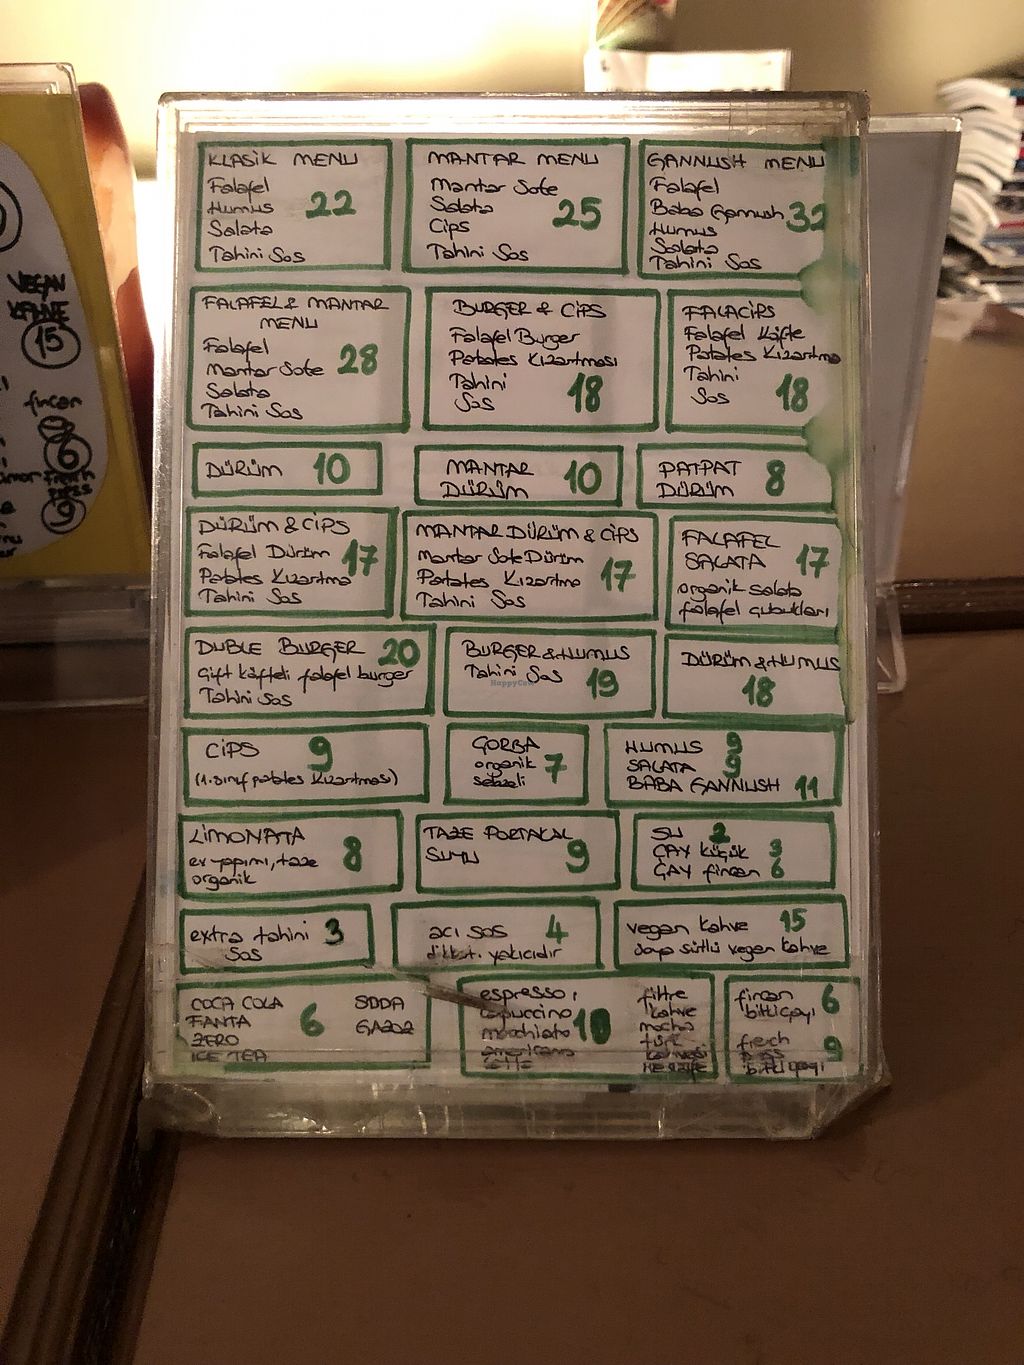 KLASİK MENU
Falafel
Humus
Salata
Tahini Sos
22
MANTAR MENU
Mantar Sote
Salata
Cips
Tahini Sos
25
GANNUSH MENU
Falafel
Baba Gannush
Humus
Salata
Tahini Sos
32
FALAFEL & MANTAR
MENU
Falafel
Mantar Sote
Salata
Tahini Sos
28
BURGER & CİPS
Falafel Burger
Patates Kızartması
Tahini
Sos
18
FALACİPS
Falafel Köfte
Patates Kızartma
Tahini
Sos
18
DÜRÜM 10
MANTAR
DÜRÜM
10
PATPAT
DÜRÜM
8
DÜRÜM & CİPS
Falafel Dürüm
Patates Kızartma
Tahini Sos
17
MANTAR DÜRÜM & CİPS
Mantar Sote Dürüm
Patates Kızartma
Tahini Sos
17
FALAFEL
SALATA
organik salata
falafel çubukları
17
DUBLE BURGER 20
Çift köfteli falafel burger
Tahini Sos
BURGER & HUMUS
Tahini Sos
19
DÜRÜM & HUMUS
18
CİPS 9
(1. sınıf patates kızartması)
ÇORBA
organik
sebzeli
7
HUMUS 9
SALATA 9
BABA GANNUSH 11
LİMONATA
ev yapımı, taze
organik
8
TAZE PORTAKAL
SUYU
9
SU 2
ÇAY küçük 3
ÇAY fincan 6
extra tahini
sos
3
acı sos
dikkat. yakıcıdır
4
vegan kahve 15
soya sütlü vegan kahve
COCA COLA
FANTA
ZERO
ICE TEA
6
SODA
GAZOZ
espresso,
cappuccino
macchiato
americano
latte
10
filtre
kahve
mocha
türk
kahvesi
fincan
bitki çayı
6
french
press
bitki çayı
9
VEGAN
KAHVE
15
fincan
6
9
HappyCow